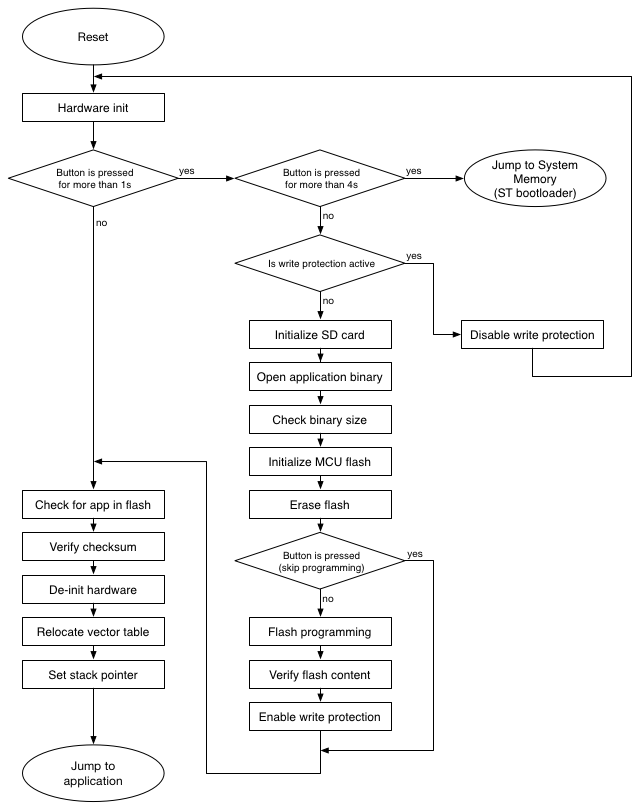 Reset
Hardware init
Button is pressed
for more than 1s
yes
Button is pressed
for more than 4s
yes
Jump to System
Memory
(ST bootloader)
no
no
Is write protection active
yes
no
Initialize SD card
Disable write protection
Open application binary
Check binary size
Initialize MCU flash
Check for app in flash
Erase flash
Verify checksum
Button is pressed
(skip programming)
yes
De-init hardware
no
Relocate vector table
Flash programming
Set stack pointer
Verify flash content
Enable write protection
Jump to
application